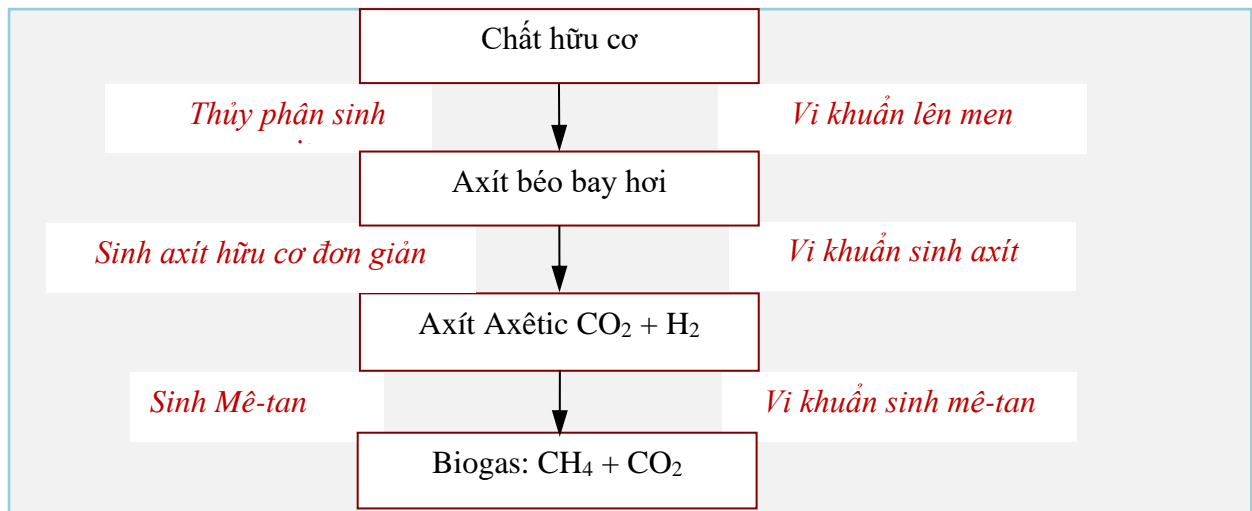 Chất hữu cơ
Thủy phân sinh
Vi khuẩn lên men
Axít béo bay hơi
Sinh axít hữu cơ đơn giản
Vi khuẩn sinh axít
Axít Axêtic CO₂ + H₂
Sinh Mê-tan
Vi khuẩn sinh mê-tan
Biogas: CH₄ + CO₂